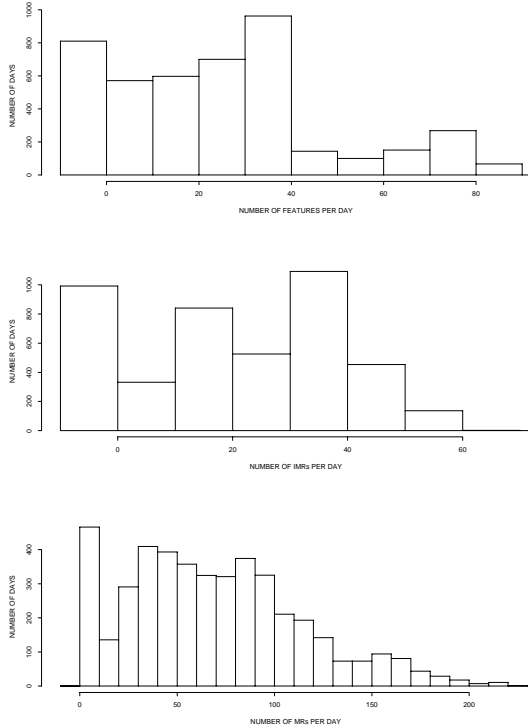 1000
800
600
400
200
0
NUMBER OF DAYS
0 20 40 60 80
NUMBER OF FEATURES PER DAY
1000
800
600
400
200
0
NUMBER OF DAYS
0 20 40 60
NUMBER OF IMRs PER DAY
400
300
200
100
0
NUMBER OF DAYS
0 50 100 150 200
NUMBER OF MRs PER DAY